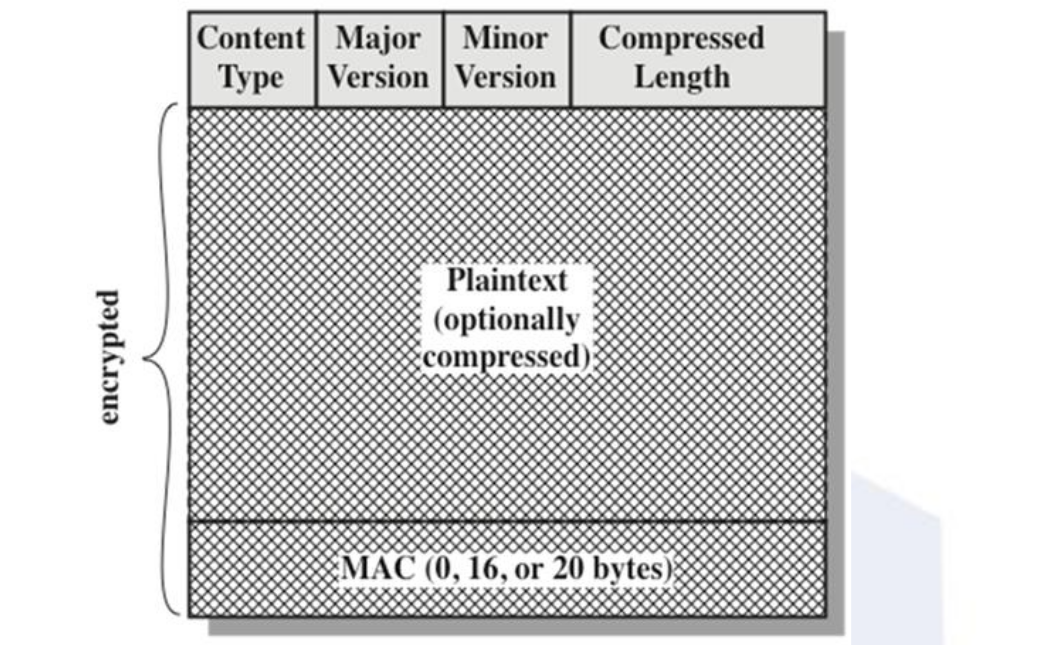 Content Type
Major Version
Minor Version
Compressed Length
encrypted
Plaintext
(optionally
compressed)
MAC (0, 16, or 20 bytes)